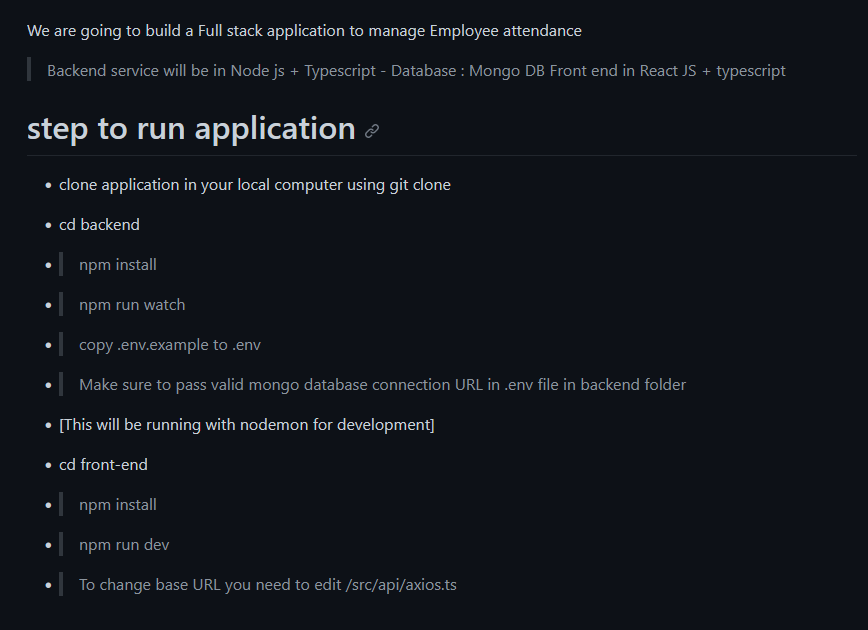 We are going to build a Full stack application to manage Employee attendance
Backend service will be in Node js + Typescript - Database : Mongo DB Front end in React JS + typescript
step to run application
clone application in your local computer using git clone
cd backend
npm install
npm run watch
copy .env.example to .env
Make sure to pass valid mongo database connection URL in .env file in backend folder
[This will be running with nodemon for development]
cd front-end
npm install
npm run dev
To change base URL you need to edit /src/api/axios.ts